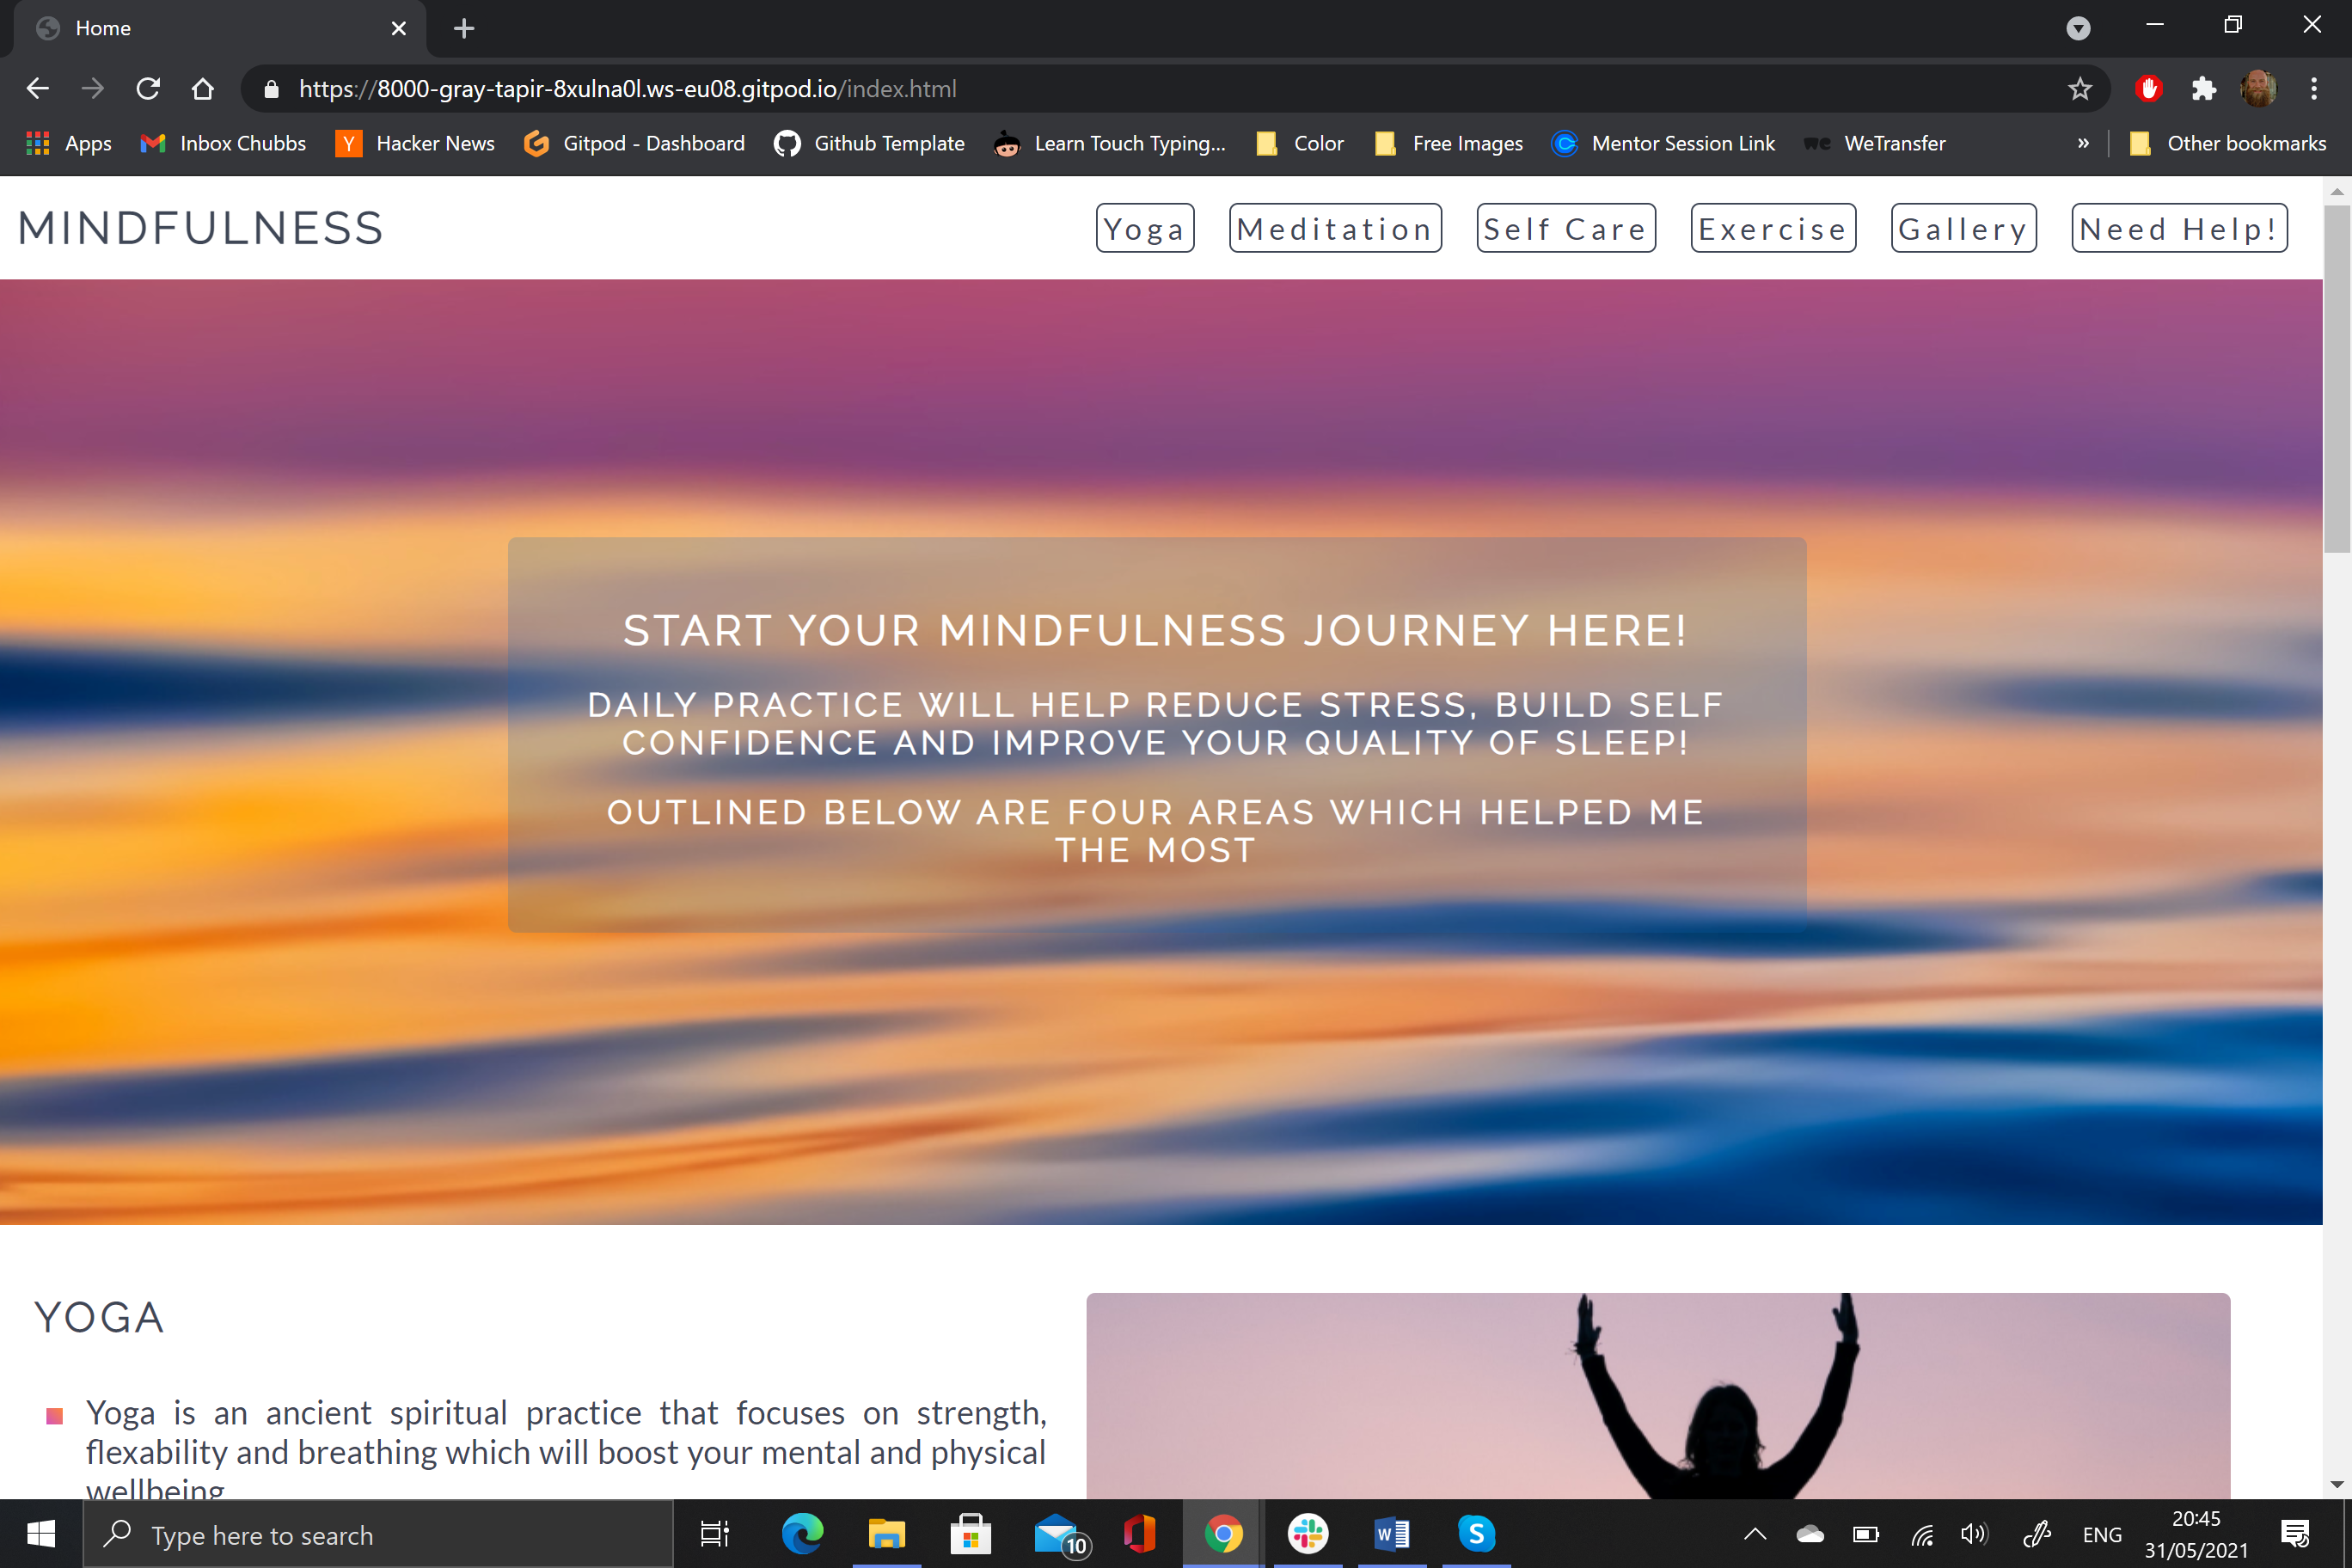 Home
https://8000-gray-tapir-8xulna0l.ws-eu08.gitpod.io/index.html
Apps Inbox Chubbs Hacker News Gitpod - Dashboard Github Template Learn Touch Typing... Color Free Images Mentor Session Link WeTransfer » Other bookmarks
MINDFULNESS Yoga Meditation Self Care Exercise Gallery Need Help!
START YOUR MINDFULNESS JOURNEY HERE!
DAILY PRACTICE WILL HELP REDUCE STRESS, BUILD SELF
CONFIDENCE AND IMPROVE YOUR QUALITY OF SLEEP!
OUTLINED BELOW ARE FOUR AREAS WHICH HELPED ME
THE MOST
YOGA
Yoga is an ancient spiritual practice that focuses on strength,
flexability and breathing which will boost your mental and physical
wellbeing
Type here to search
10
ENG
20:45
31/05/2021